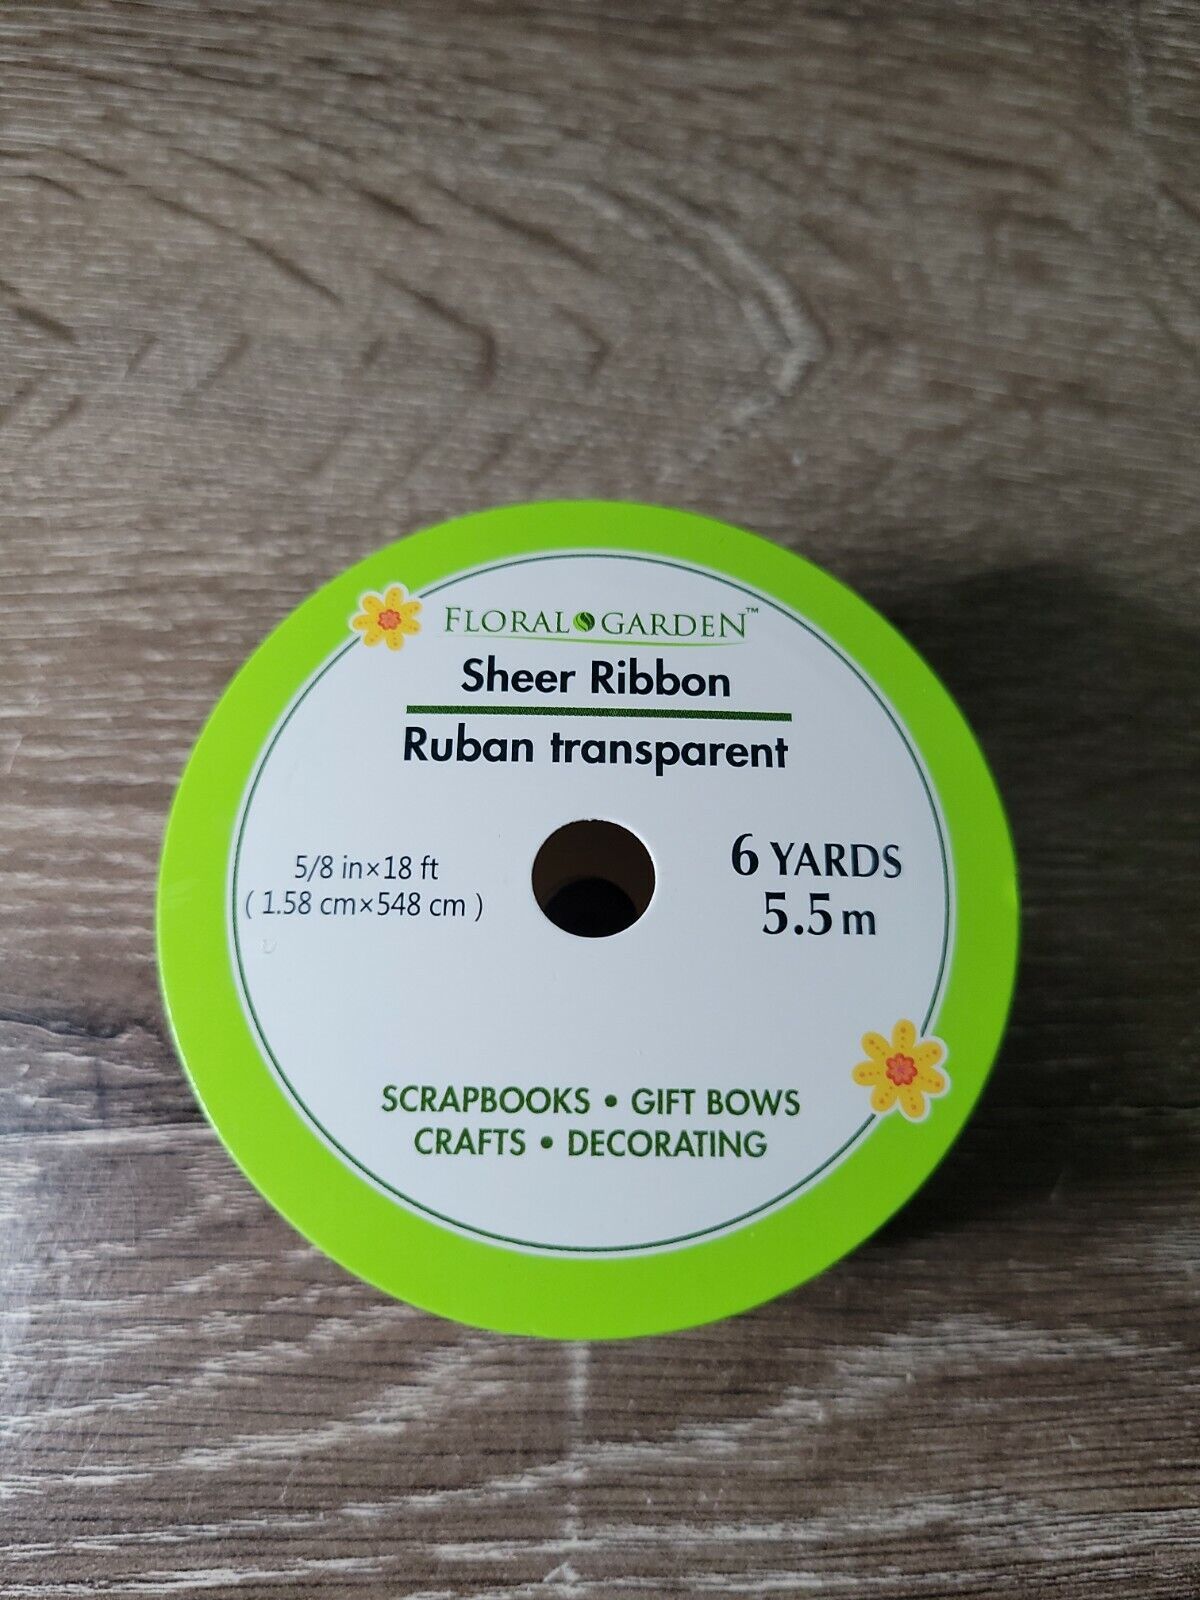 FLORAL GARDEN™
Sheer Ribbon
Ruban transparent
5/8 in×18 ft
( 1.58 cm×548 cm )
6 YARDS
5.5 m
SCRAPBOOKS • GIFT BOWS
CRAFTS • DECORATING